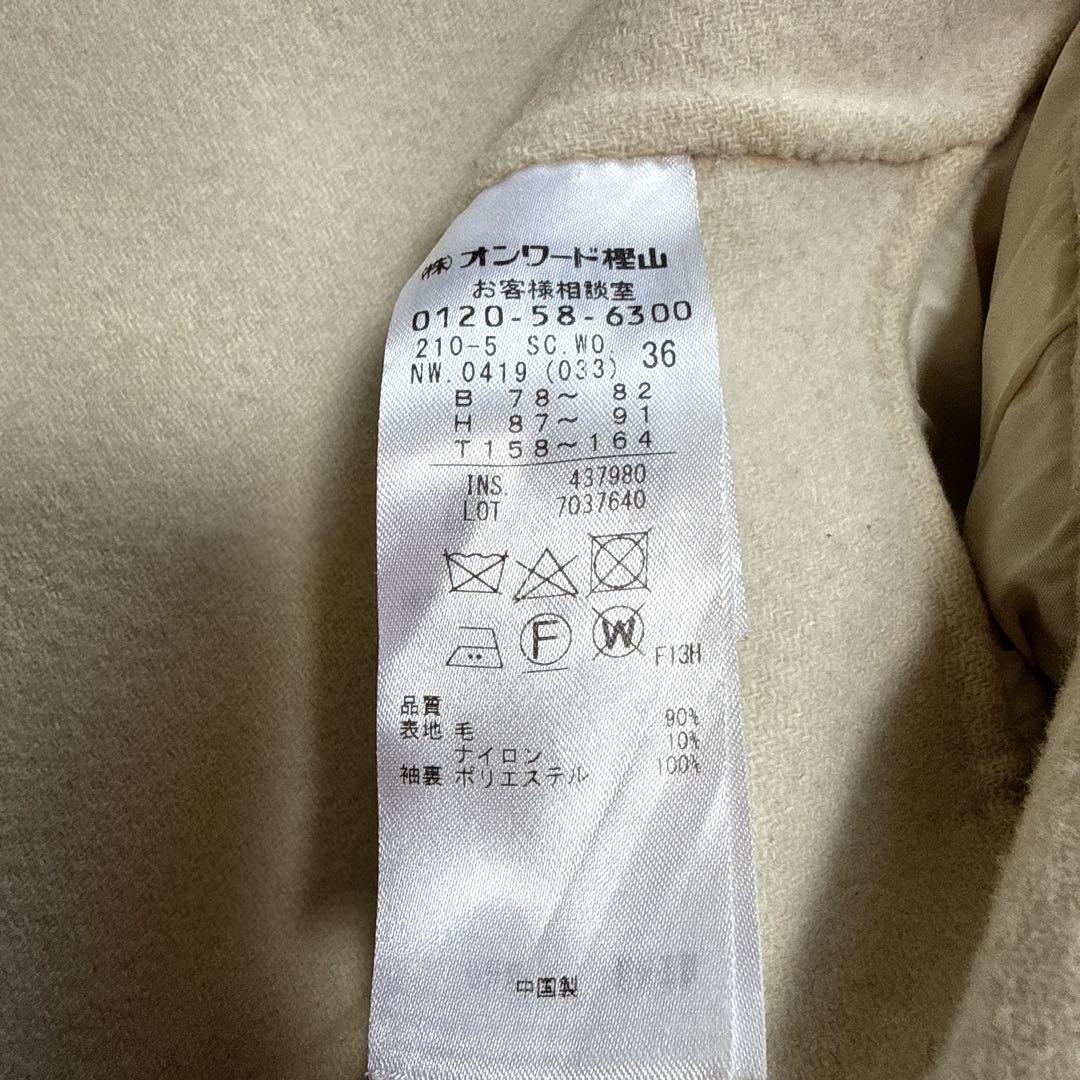 (株)オンワード樫山
お客様相談室
0120-58-6300
210-5 SC.WO 36
NW.0419 (033)
B 78～ 82
H 87～ 91
T 158～164
INS. 437980
LOT 7037640
F W F13H
品質
表地 毛 90%
ナイロン 10%
袖裏 ポリエステル 100%
中国製